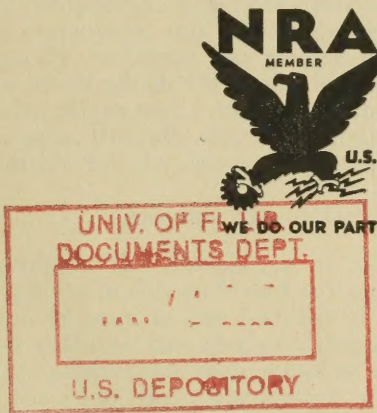 NRA
MEMBER
U.S.
WE DO OUR PART
UNIV. OF FL LIB.
DOCUMENTS DEPT.
U.S. DEPOSITORY